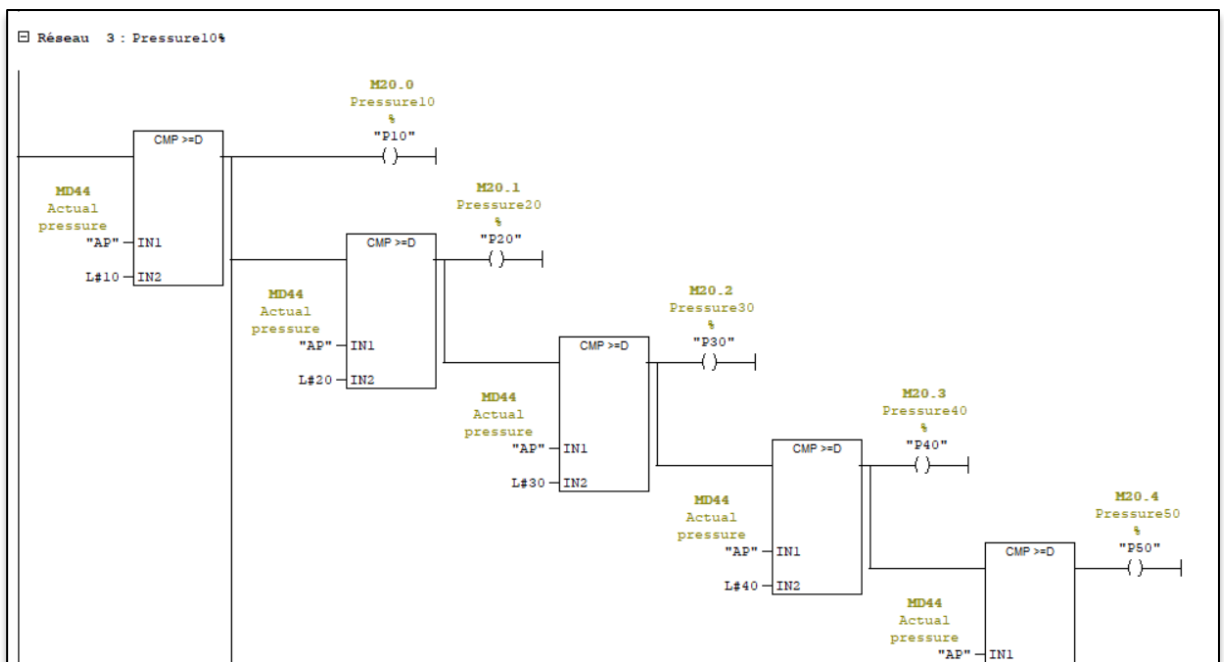 Réseau 3 : Pressure10%
M20.0
Pressure10
%
"P10"
( )
CMP >=D
MD44
Actual
pressure
"AP"
IN1
L#10
IN2
M20.1
Pressure20
%
"P20"
( )
CMP >=D
MD44
Actual
pressure
"AP"
IN1
L#20
IN2
M20.2
Pressure30
%
"P30"
( )
CMP >=D
MD44
Actual
pressure
"AP"
IN1
L#30
IN2
M20.3
Pressure40
%
"P40"
( )
CMP >=D
MD44
Actual
pressure
"AP"
IN1
L#40
IN2
M20.4
Pressure50
%
"P50"
( )
CMP >=D
MD44
Actual
pressure
"AP"
IN1